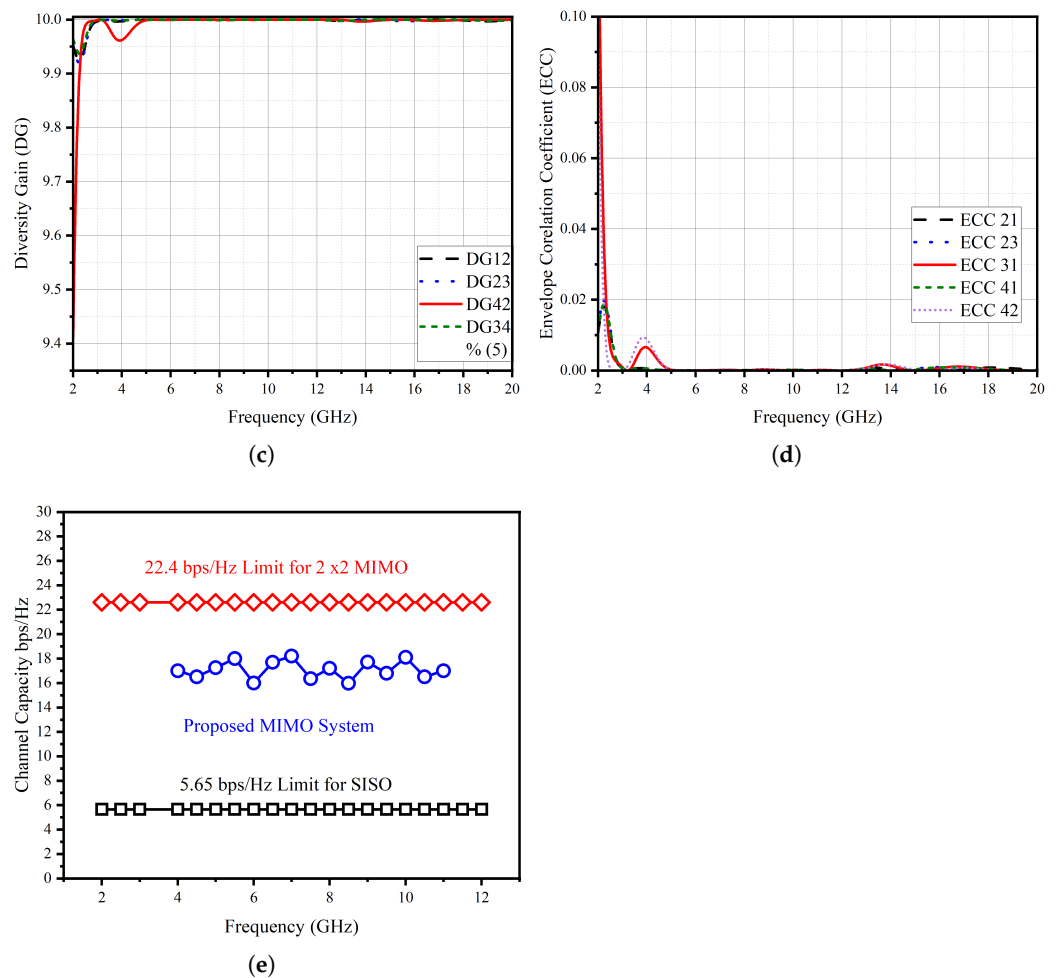 10.0
9.9
9.8
9.7
9.6
9.5
9.4
Diversity Gain (DG)
DG12
DG23
DG42
DG34
% (5)
2 4 6 8 10 12 14 16 18 20
Frequency (GHz)
(c)
0.10
0.08
0.06
0.04
0.02
0.00
Envelope Corelation Coefficient (ECC)
ECC 21
ECC 23
ECC 31
ECC 41
ECC 42
2 4 6 8 10 12 14 16 18 20
Frequency (GHz)
(d)
30
28
26
24
22
20
18
16
14
12
10
8
6
4
2
0
Channel Capacity bps/Hz
22.4 bps/Hz Limit for 2 x2 MIMO
Proposed MIMO System
5.65 bps/Hz Limit for SISO
2 4 6 8 10 12
Frequency (GHz)
(e)